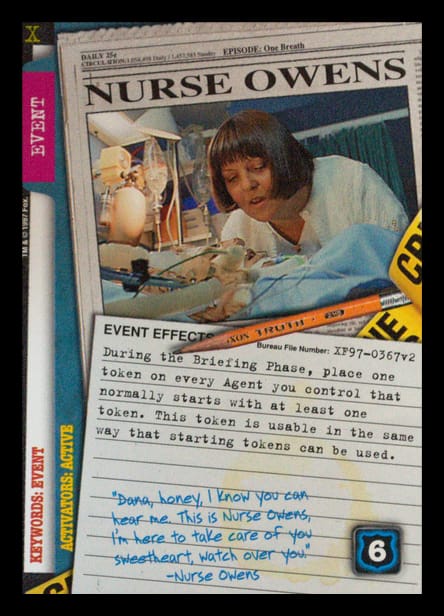 X
EVENT
TM & © 1997 Fox.
KEYWORDS: EVENT
ACTIVATORS: ACTIVE
DAILY 25¢
EPISODE: One Breath
NURSE OWENS
CRI
NE
TRUTH
EVENT EFFECTS
Bureau File Number: XF97-0367v2
During the Briefing Phase, place one
token on every Agent you control that
normally starts with at least one
token. This token is usable in the same
way that starting tokens can be used.
"Dana, honey, I know you can
hear me. This is Nurse Owens,
I'm here to take care of you
sweetheart, watch over you."
-Nurse Owens
6